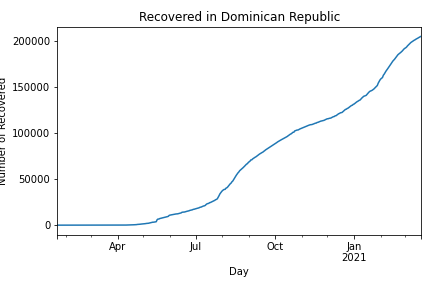 Recovered in Dominican Republic
Number of Recovered
200000
150000
100000
50000
0
Apr
Jul
Oct
Jan
2021
Day